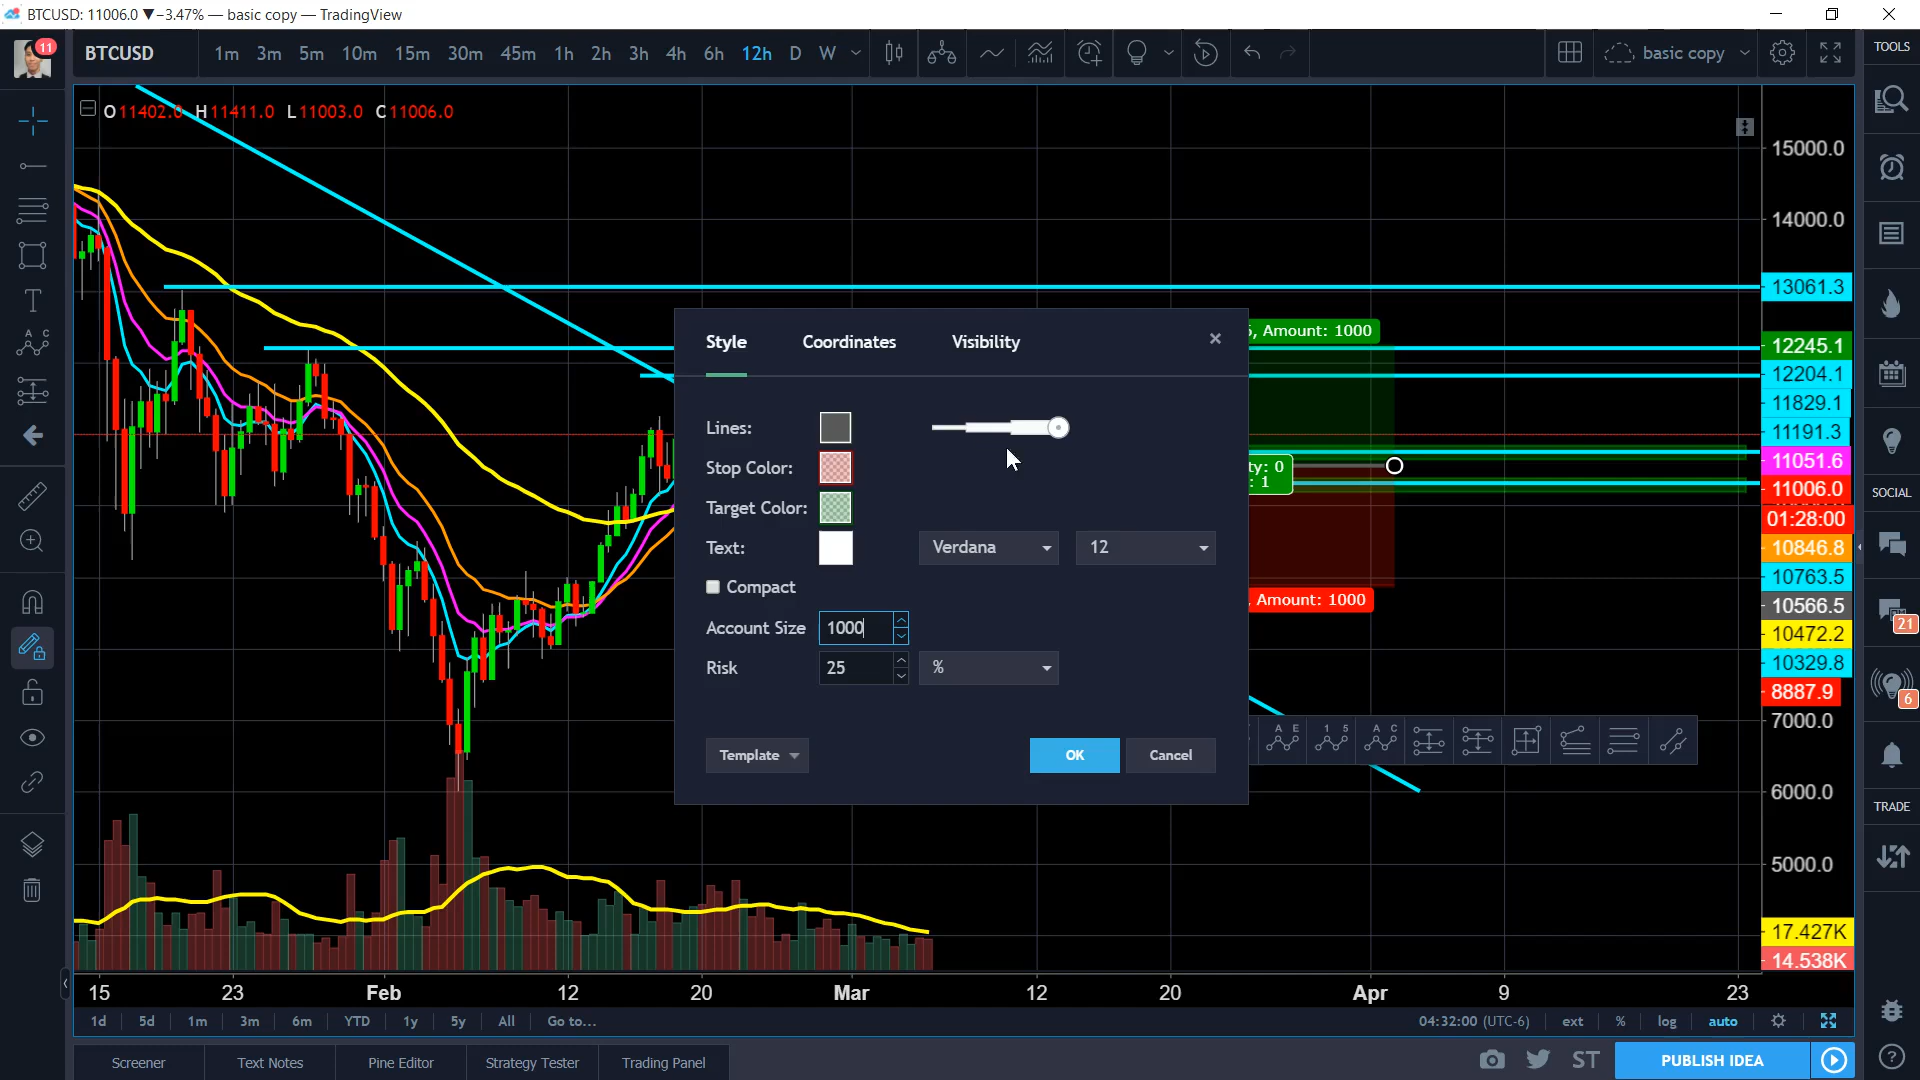 BTCUSD: 11006.0 ▼−3.47% — basic copy — TradingView
11
BTCUSD 1m 3m 5m 10m 15m 30m 45m 1h 2h 3h 4h 6h 12h D W
basic copy
TOOLS
O11402.0 H11411.0 L11003.0 C11006.0
15000.0
14000.0
13061.3
12245.1
12204.1
11829.1
11191.3
11051.6
11006.0
01:28:00
10846.8
10763.5
10566.5
10472.2
10329.8
8887.9
7000.0
6000.0
5000.0
17.427K
14.538K
Style Coordinates Visibility
Lines:
Stop Color:
Target Color:
Text: Verdana 12
Compact
Account Size 1000
Risk 25 %
Template OK Cancel
, Amount: 1000
ty: 0
: 1
, Amount: 1000
A E 1 5 A C
SOCIAL
21
6
TRADE
15 23 Feb 12 20 Mar 12 20 Apr 9 23
1d 5d 1m 3m 6m YTD 1y 5y All Go to...
04:32:00 (UTC-6) ext % log auto
Screener Text Notes Pine Editor Strategy Tester Trading Panel
ST PUBLISH IDEA